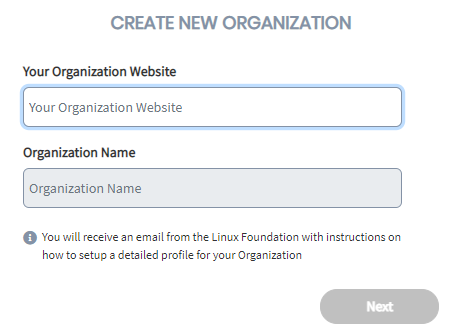 CREATE NEW ORGANIZATION
Your Organization Website
Your Organization Website
Organization Name
Organization Name
You will receive an email from the Linux Foundation with instructions on
how to setup a detailed profile for your Organization
Next